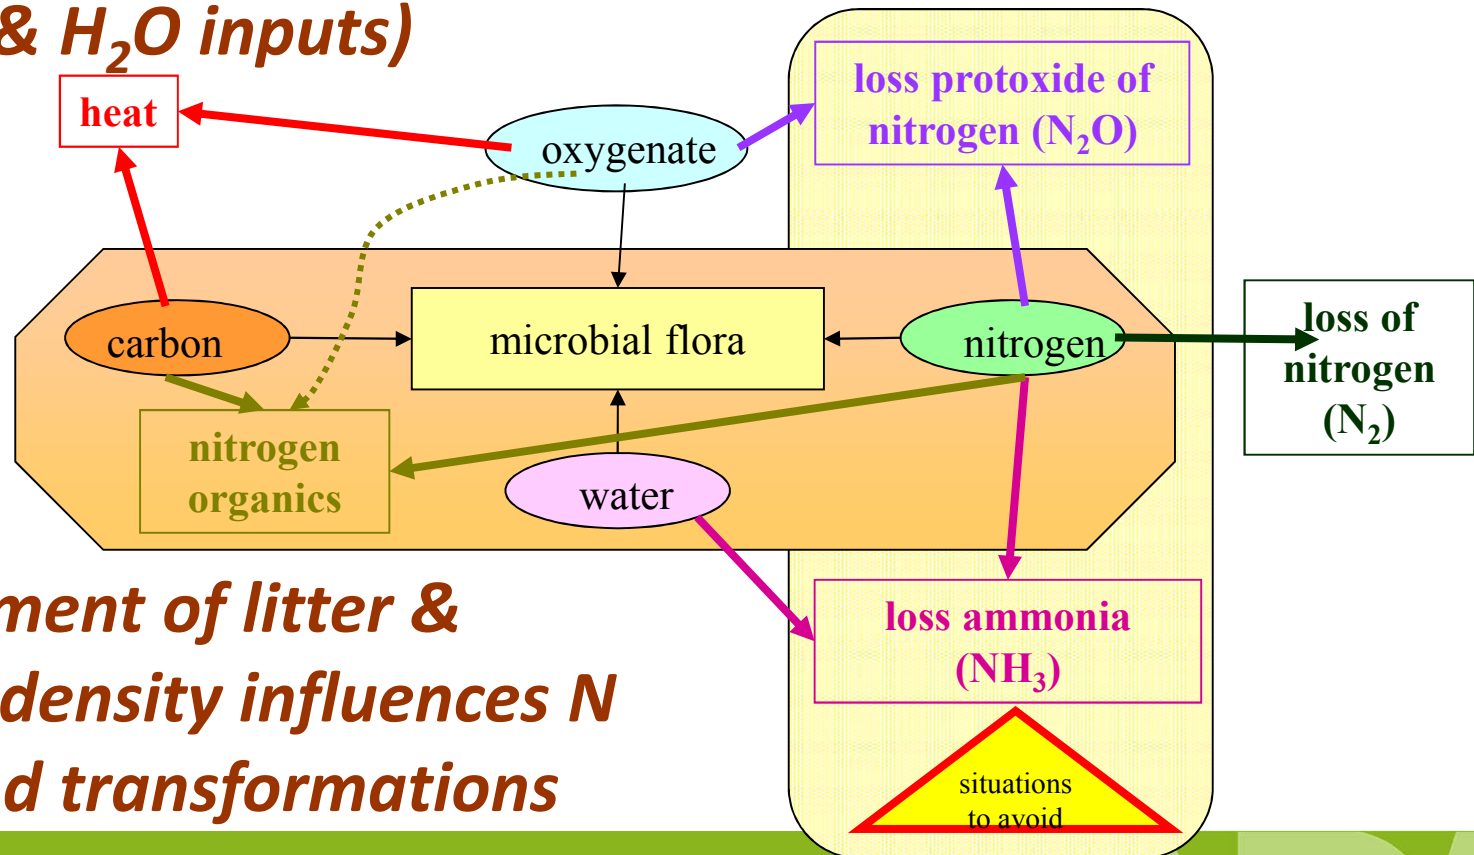 & H₂O inputs)
heat
oxygenate
loss protoxide of
nitrogen (N₂O)
carbon
microbial flora
nitrogen
loss of
nitrogen
(N₂)
nitrogen
organics
water
loss ammonia
(NH₃)
ment of litter &
density influences N
d transformations
situations
to avoid